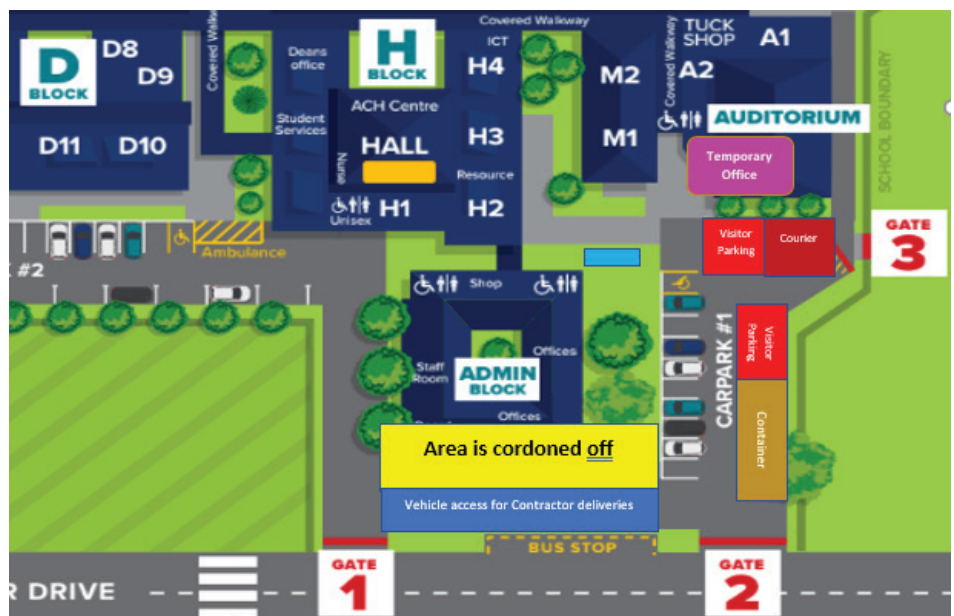 Covered Walkway
TUCK
SHOP
A1
D8
D9
D
BLOCK
Covered Walkw
Deans
office
H
BLOCK
ICT
H4
M2
A2
Covered Walkway
ACH Centre
HALL
Student
Services
Nurse
H3
M1
AUDITORIUM
D11
D10
Resource
Temporary
Office
SCHOOL BOUNDARY
Unisex
H1
H2
Ambulance
Visitor
Parking
Courier
GATE
3
K #2
Shop
Offices
Staff
Room
ADMIN
BLOCK
Offices
CARPARK #1
Visitor
Parking
Container
Area is cordoned off
Vehicle access for Contractor deliveries
BUS STOP
GATE
1
GATE
2
R DRIVE